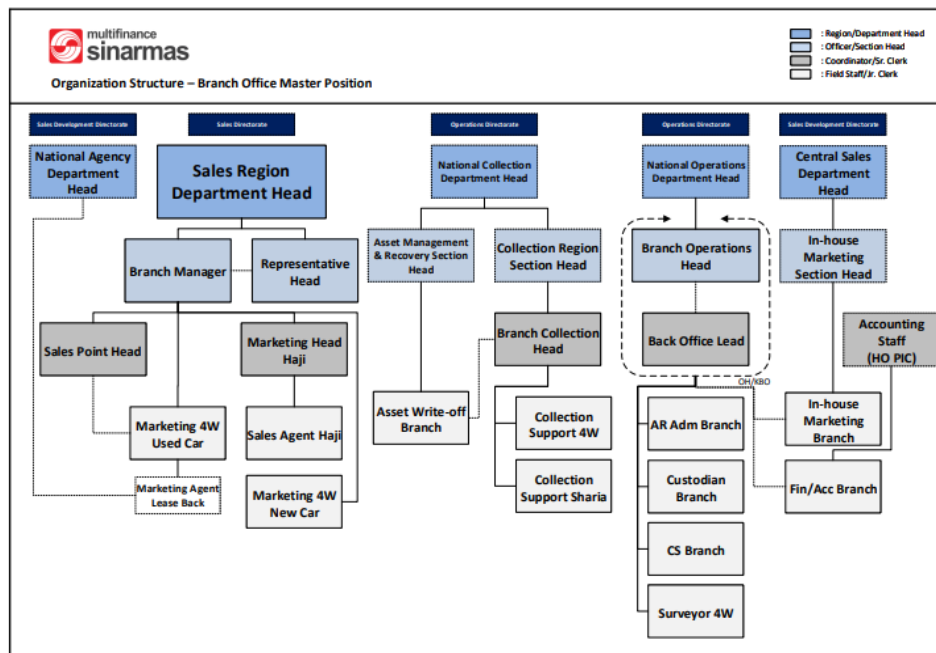 multifinance
sinarmas
Organization Structure – Branch Office Master Position
: Region/Department Head
: Officer/Section Head
: Coordinator/Sr. Clerk
: Field Staff/Jr. Clerk
Sales Development Directorate
Sales Directorate
Operations Directorate
Operations Directorate
Sales Development Directorate
National Agency
Department
Head
Sales Region
Department Head
National Collection
Department Head
National Operations
Department Head
Central Sales
Department
Head
Branch Manager
Representative
Head
Asset Management
& Recovery Section
Head
Collection Region
Section Head
Branch Operations
Head
In-house
Marketing
Section Head
Sales Point Head
Marketing Head
Haji
Branch Collection
Head
Back Office Lead
Accounting
Staff
(HO PIC)
OH/KBO
Marketing 4W
Used Car
Sales Agent Haji
Asset Write-off
Branch
Collection
Support 4W
AR Adm Branch
In-house
Marketing
Branch
Marketing Agent
Lease Back
Marketing 4W
New Car
Collection
Support Sharia
Custodian
Branch
Fin/Acc Branch
CS Branch
Surveyor 4W